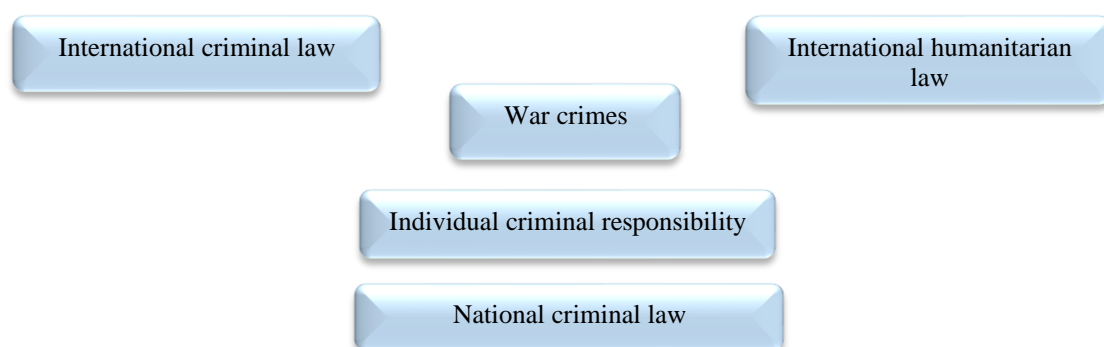 International criminal law
International humanitarian
law
War crimes
Individual criminal responsibility
National criminal law